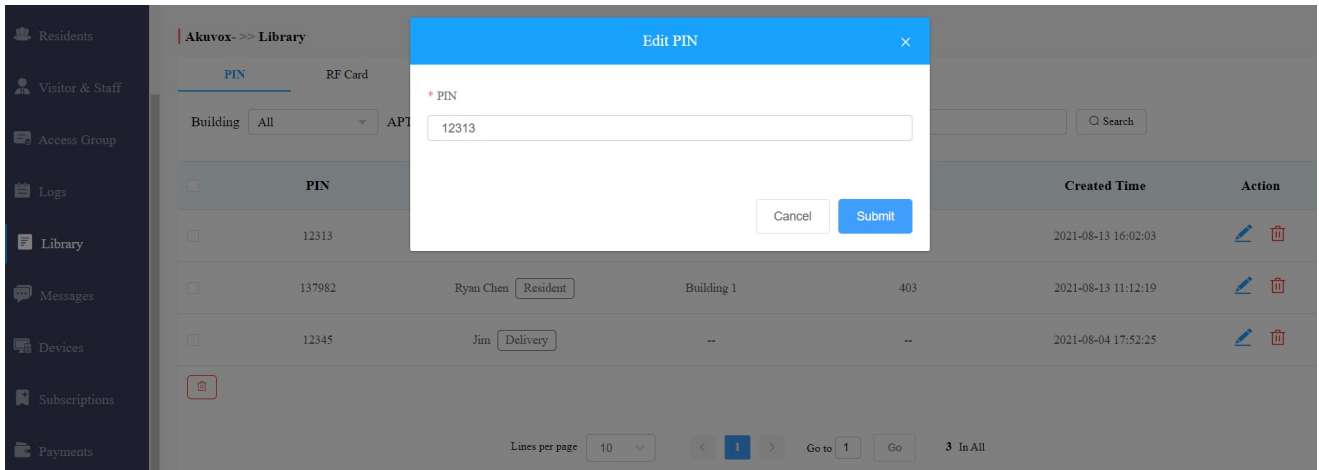 Residents
Visitor & Staff
Access Group
Logs
Library
Messages
Devices
Subscriptions
Payments
Akuvox- >> Library
PIN RF Card
Building All APT
Search
PIN Created Time Action
12313 2021-08-13 16:02:03
137982 Ryan Chen Resident Building 1 403 2021-08-13 11:12:19
12345 Jim Delivery -- -- 2021-08-04 17:52:25
Lines per page 10 < 1 > Go to 1 Go 3 In All
Edit PIN ×
* PIN
12313
Cancel Submit